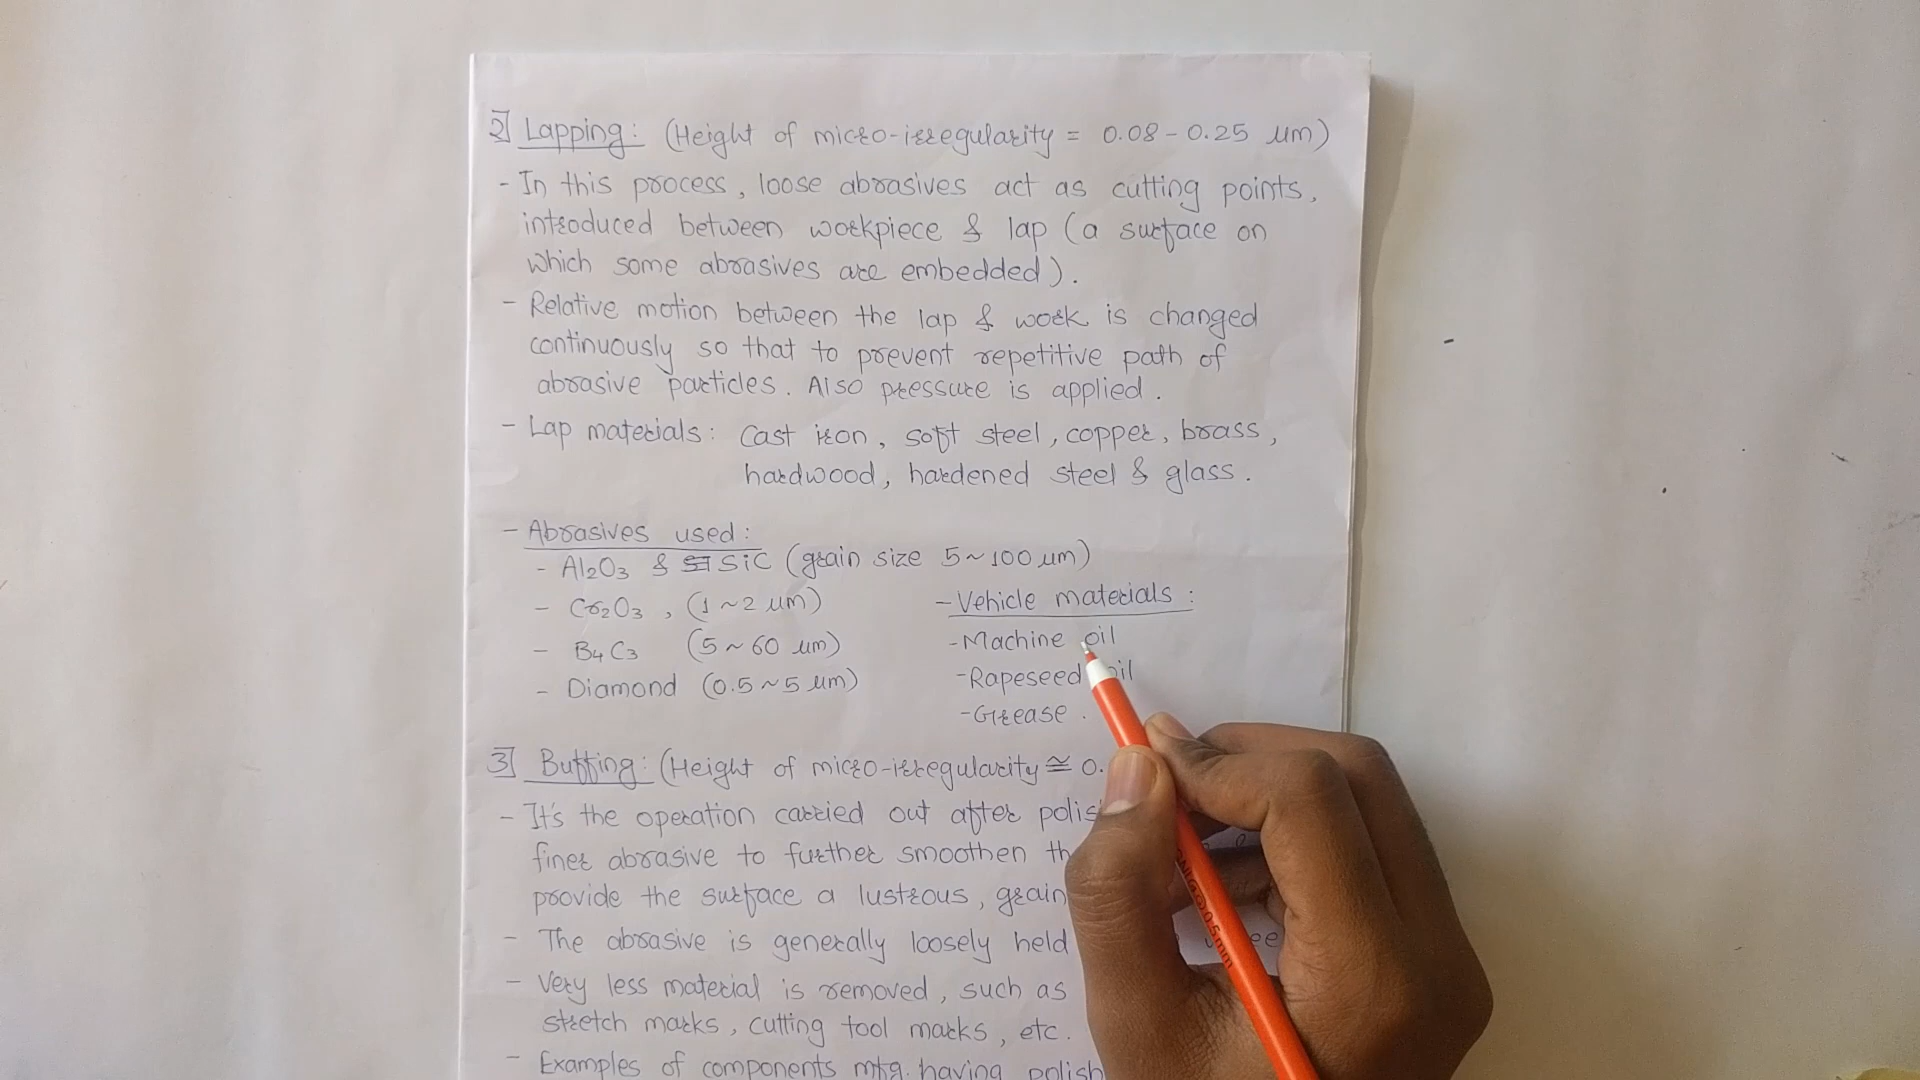 2] Lapping: (Height of micro-irregularity = 0.08 - 0.25 μm)
- In this process, loose abrasives act as cutting points,
introduced between workpiece & lap (a surface on
which some abrasives are embedded).
- Relative motion between the lap & work is changed
continuously so that to prevent repetitive path of
abrasive particles. Also pressure is applied.
- Lap materials: Cast iron, soft steel, copper, brass,
hardwood, hardened steel & glass.
- Abrasives used:
- Al2O3 & SiC (grain size 5~100 μm)
- Cr2O3, (1~2 μm)
- B4C3 (5~60 μm)
- Diamond (0.5~5 μm)
- Vehicle materials:
- Machine oil
- Rapeseed oil
- Grease.
3] Buffing: (Height of micro-irregularity ≅ 0.
- It's the operation carried out after
finer abrasive to further smoothen
provide the surface a lustrous, grain
- The abrasive is generally loosely held
- Very less material is removed, such as
stretch marks, cutting tool marks, etc.
- Examples of components mfg. having polish